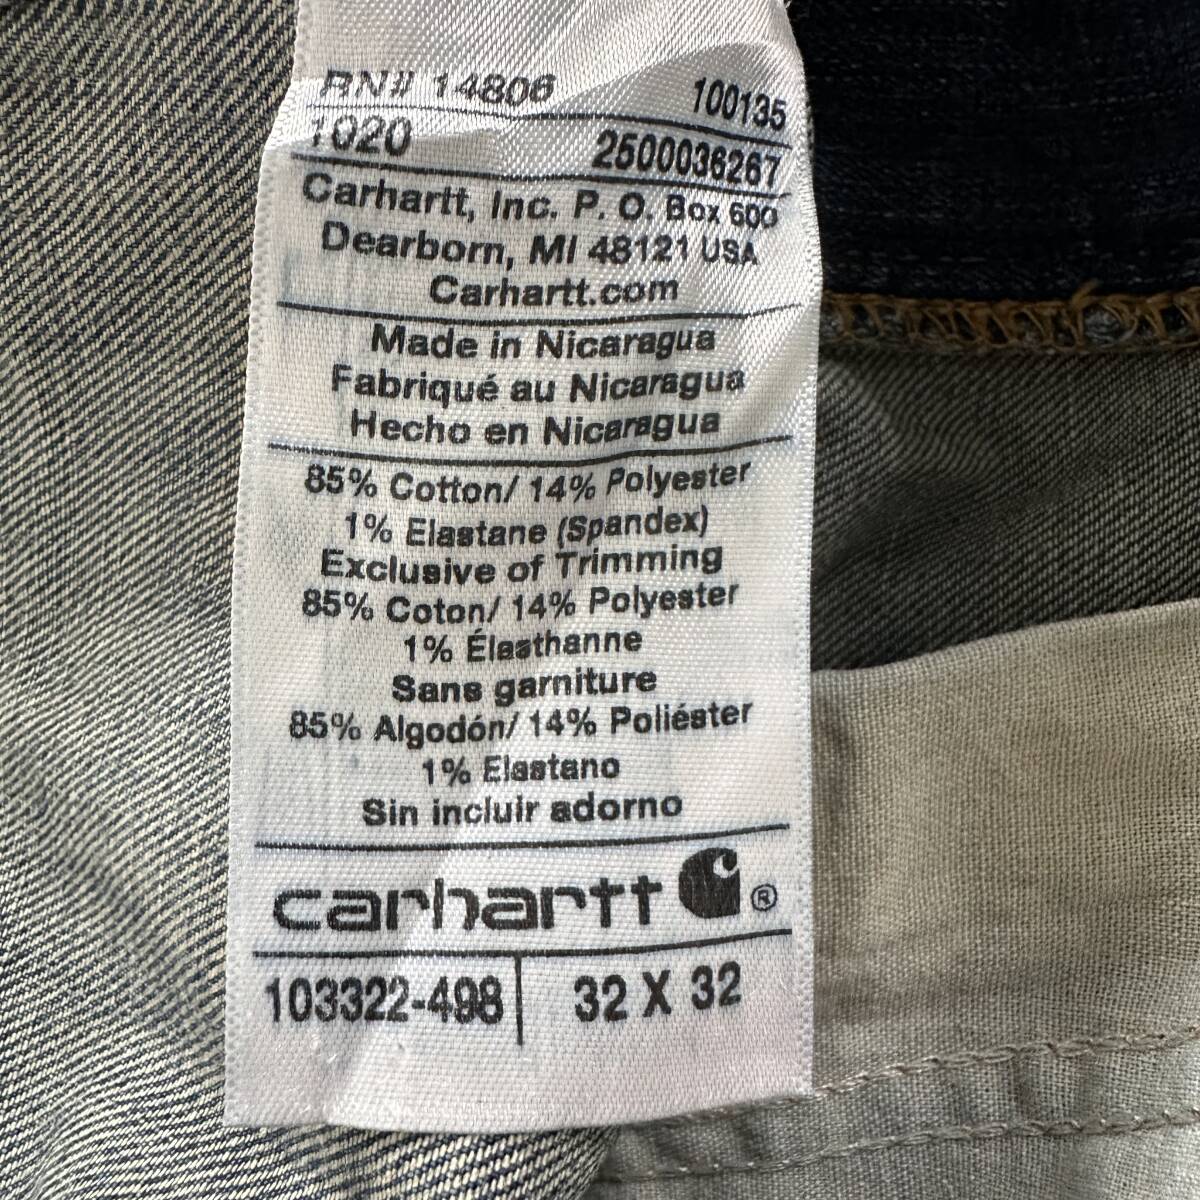 RN# 14806 100135
1020 2500036267
Carhartt, Inc. P. O. Box 600
Dearborn, MI 48121 USA
Carhartt.com
Made in Nicaragua
Fabriqué au Nicaragua
Hecho en Nicaragua
85% Cotton/ 14% Polyester
1% Elastane (Spandex)
Exclusive of Trimming
85% Coton/ 14% Polyester
1% Élasthanne
Sans garniture
85% Algodón/ 14% Poliéster
1% Elastano
Sin incluir adorno
carhartt ®
103322-498 32 X 32